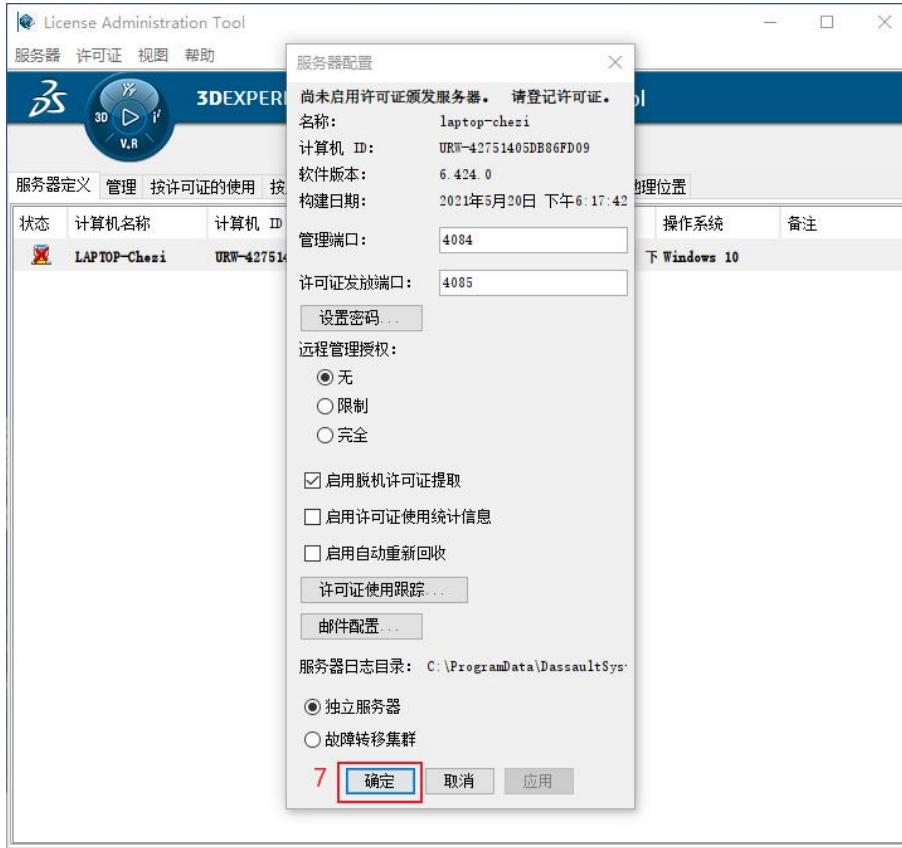 License Administration Tool
服务器 许可证 视图 帮助
3DEXPERI
服务器定义 管理 按许可证的使用 按
地理位置
状态 计算机名称 计算机 ID
操作系统 备注
LAPTOP-Chesi URW-42751
下 Windows 10
服务器配置
尚未启用许可证颁发服务器。 请登记许可证。
名称: laptop-chesi
计算机 ID: URW-42751405DB86FD09
软件版本: 6.424.0
构建日期: 2021年5月20日 下午6:17:42
管理端口: 4084
许可证发放端口: 4085
设置密码...
远程管理授权:
无
限制
完全
启用脱机许可证提取
启用许可证使用统计信息
启用自动重新回收
许可证使用跟踪...
邮件配置...
服务器日志目录: C:\ProgramData\DassaultSys
独立服务器
故障转移集群
7 确定 取消 应用
3D V.R